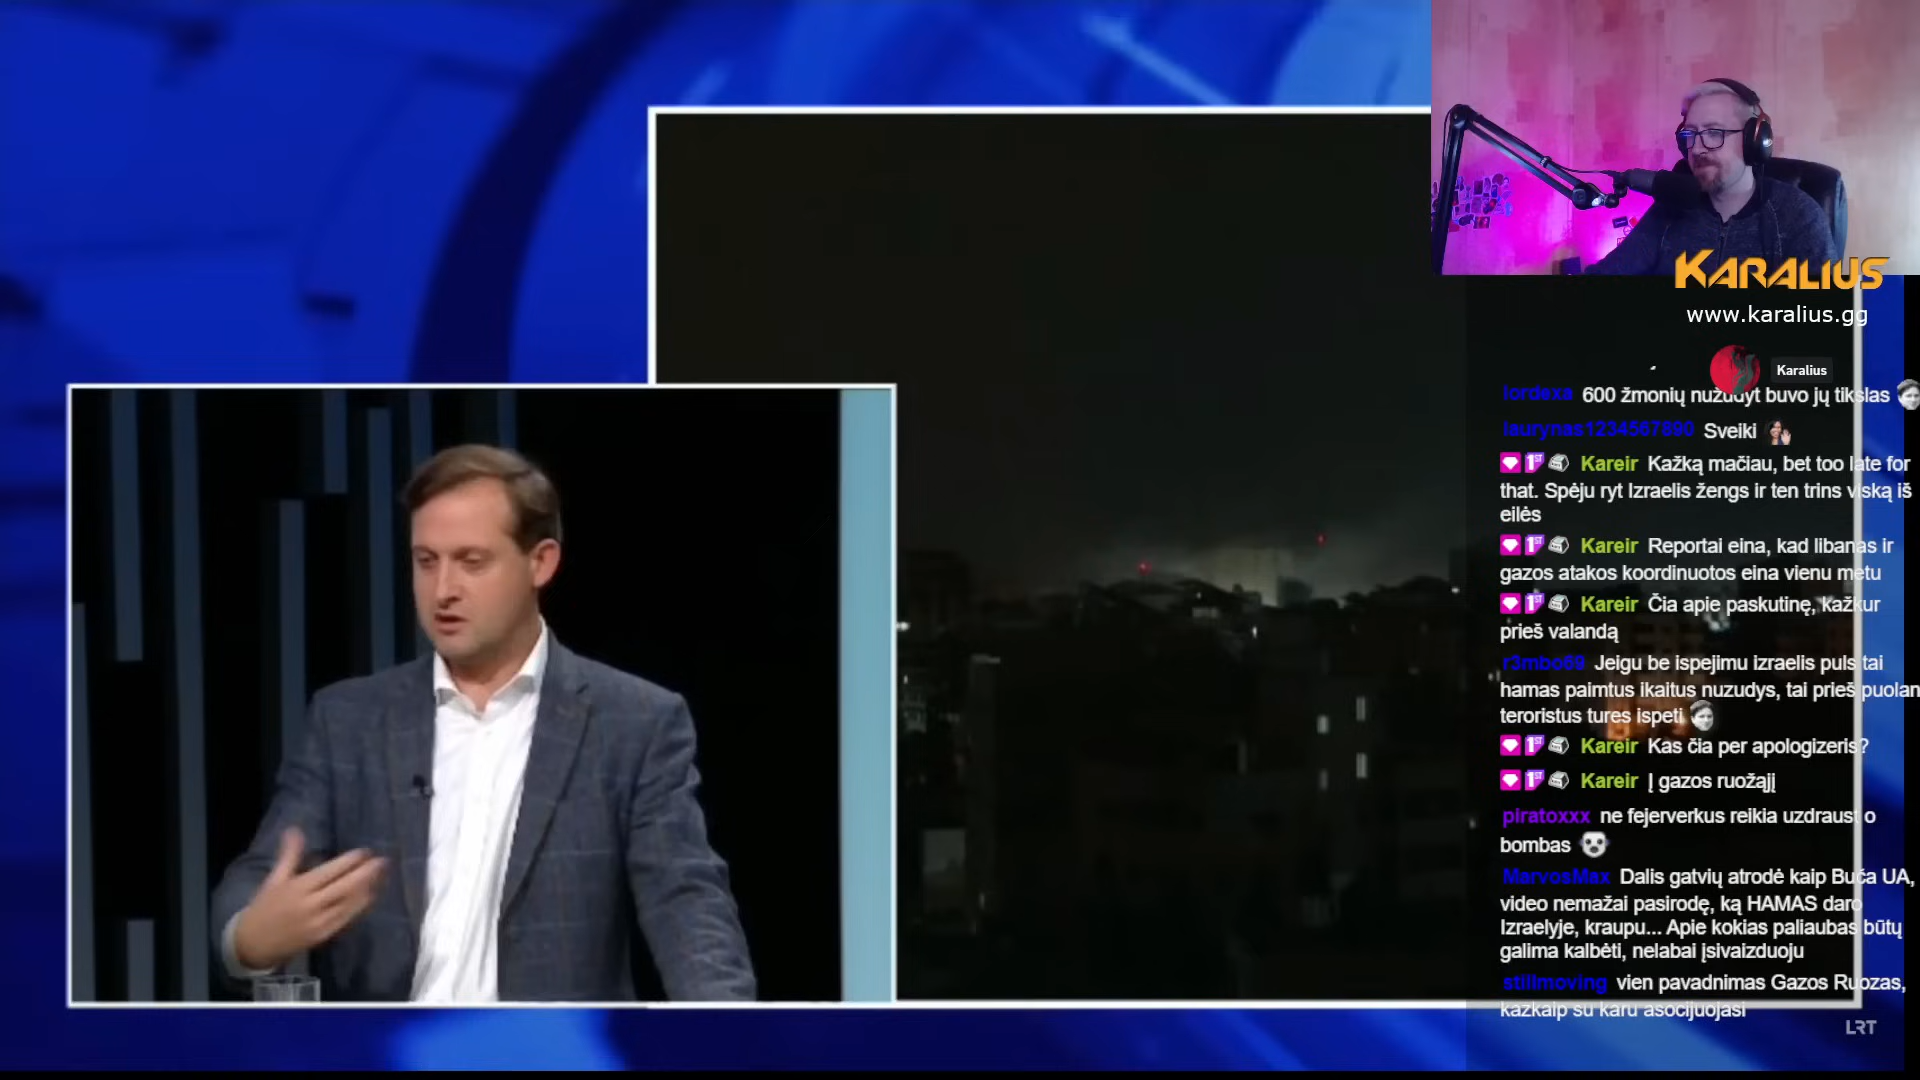 KARALIUS
www.karalius.gg
Karalius
lordexa 600 žmonių nužudyt buvo jų tikslas
laurynas1234567890 Sveiki
Kareir Kažką mačiau, bet too late for
that. Spėju ryt Izraelis žengs ir ten trins viską iš
eilės
Kareir Reportai eina, kad libanas ir
gazos atakos koordinuotos eina vienu metu
Kareir Čia apie paskutinę, kažkur
prieš valandą
r3mbo69 Jeigu be ispejimu izraelis puls tai
hamas paimtus ikaitus nuzudys, tai prieš puolan
teroristus tures ispeti
Kareir Kas čia per apologizeris?
Kareir Į gazos ruožąjį
piratoxxx ne fejerverkus reikia uzdraust o
bombas
MarvosMax Dalis gatvių atrodė kaip Buča UA,
video nemažai pasirodę, ką HAMAS daro
Izraelyje, kraupu... Apie kokias paliaubas būtų
galima kalbėti, nelabai įsivaizduoju
stillmoving vien pavadnimas Gazos Ruozas,
kazkaip su karu asocijuojasi
LRT